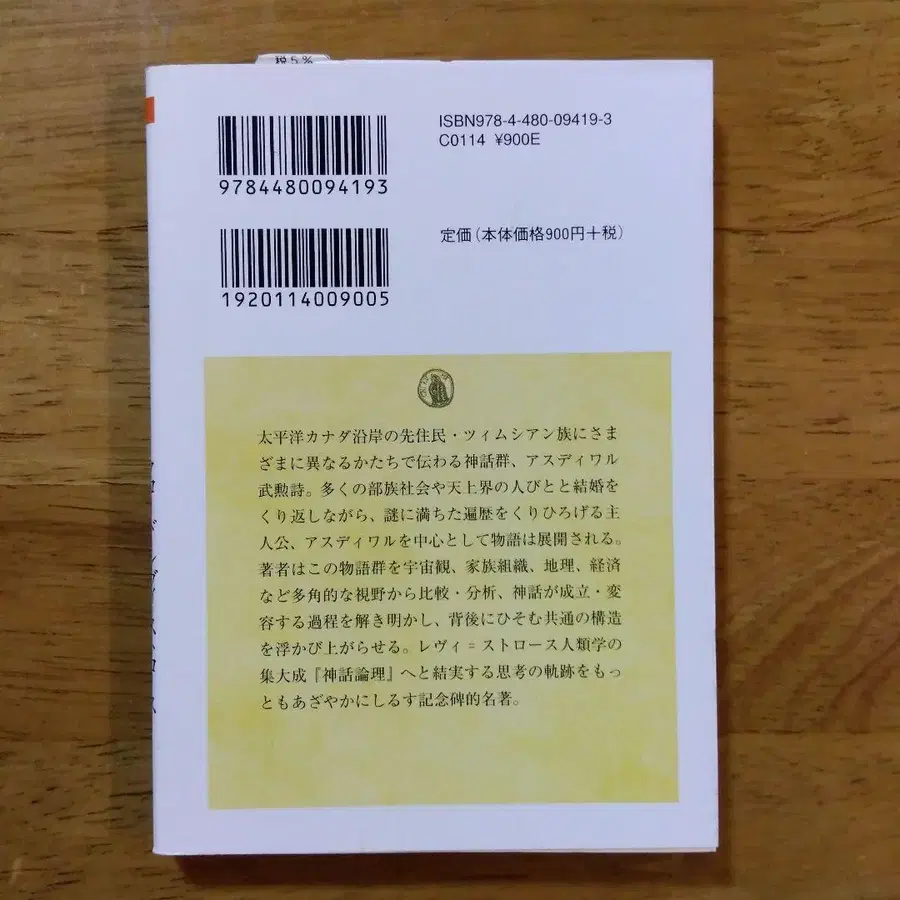 税5%
ISBN978-4-480-09419-3
C0114 ¥900E
9784480094193
定価(本体価格900円+税)
1920114009005
太平洋カナダ沿岸の先住民・ツィムシアン族にさま
ざまに異なるかたちで伝わる神話群、アスディワル
武勲詩。多くの部族社会や天上界の人びとと結婚を
くり返しながら、謎に満ちた遍歴をくりひろげる主
人公、アスディワルを中心として物語は展開される。
著者はこの物語群を宇宙観、家族組織、地理、経済
など多角的な視野から比較・分析、神話が成立・変
容する過程を解き明かし、背後にひそむ共通の構造
を浮かび上がらせる。レヴィ=ストロース人類学の
集大成『神話論理』へと結実する思考の軌跡をもっ
ともあざやかにしるす記念碑的名著。